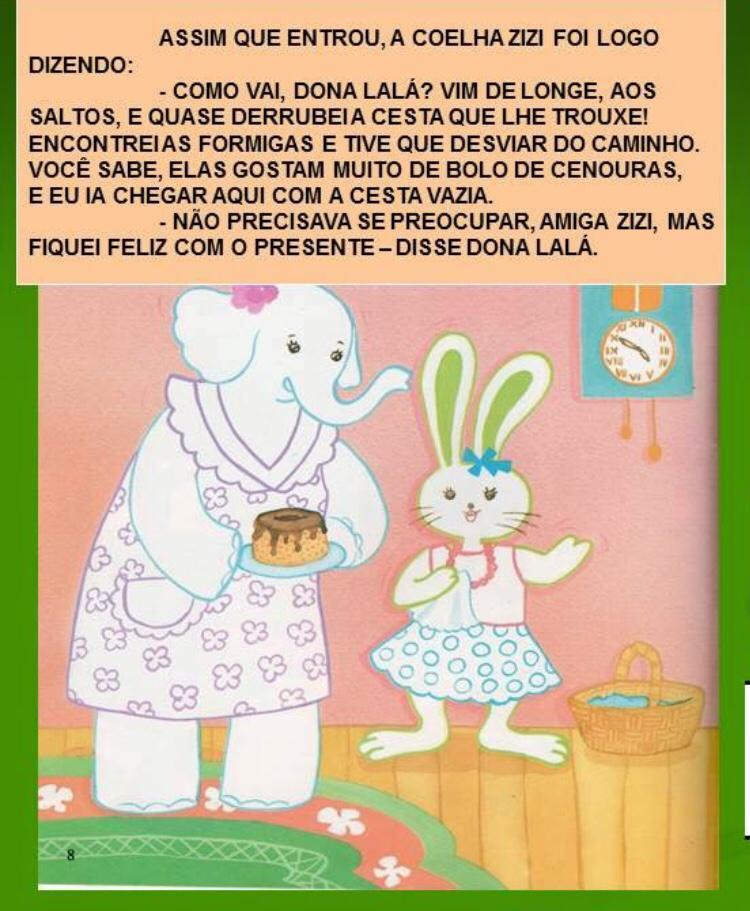 ASSIM QUE ENTROU, A COELHA ZIZI FOI LOGO
DIZENDO:
- COMO VAI, DONA LALÁ? VIM DE LONGE, AOS
SALTOS, E QUASE DERRUBEI A CESTA QUE LHE TROUXE!
ENCONTREI AS FORMIGAS E TIVE QUE DESVIAR DO CAMINHO.
VOCÊ SABE, ELAS GOSTAM MUITO DE BOLO DE CENOURAS,
E EU IA CHEGAR AQUI COM A CESTA VAZIA.
- NÃO PRECISAVA SE PREOCUPAR, AMIGA ZIZI, MAS
FIQUEI FELIZ COM O PRESENTE – DISSE DONA LALÁ.
8